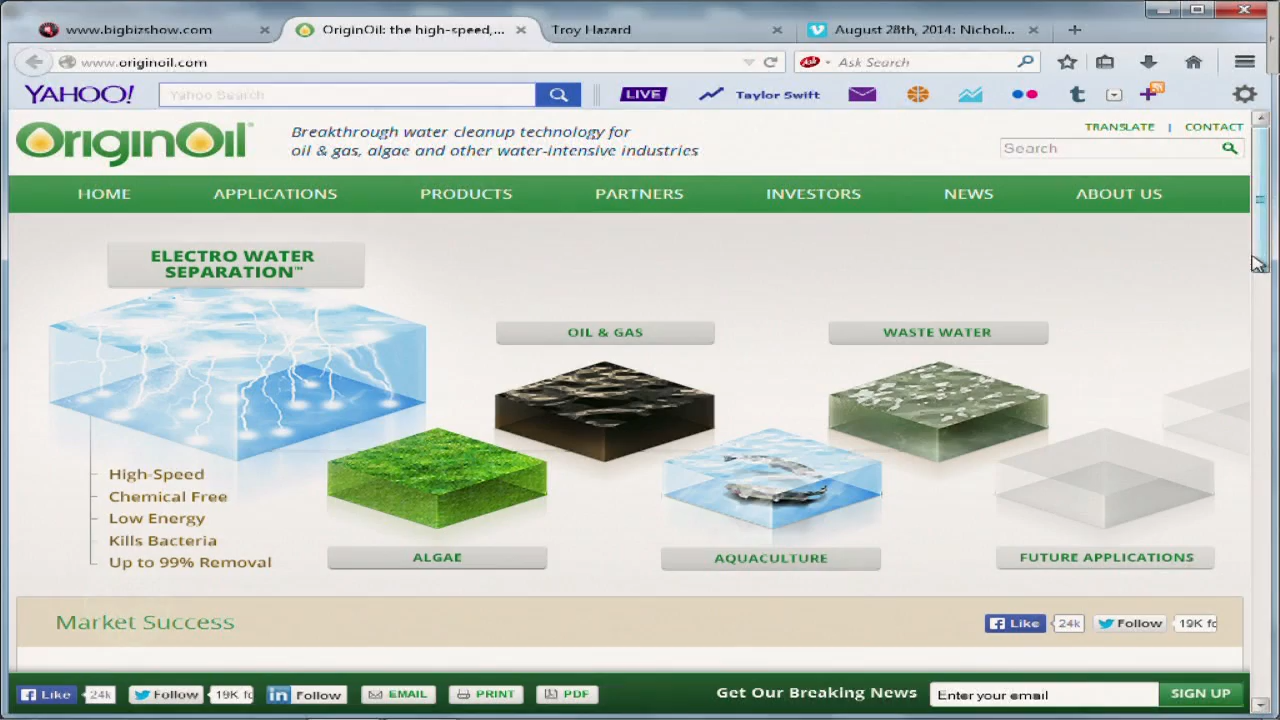 www.bigbizshow.com
OriginOil: the high-speed,...
Troy Hazard
August 28th, 2014: Nichol...
www.originoil.com
Ask
Ask Search
YAHOO!
Yahoo Search
LIVE
Taylor Swift
OriginOil
Breakthrough water cleanup technology for
oil & gas, algae and other water-intensive industries
TRANSLATE | CONTACT
Search
HOME
APPLICATIONS
PRODUCTS
PARTNERS
INVESTORS
NEWS
ABOUT US
ELECTRO WATER
SEPARATION™
OIL & GAS
WASTE WATER
High-Speed
Chemical Free
Low Energy
Kills Bacteria
Up to 99% Removal
ALGAE
AQUACULTURE
FUTURE APPLICATIONS
Market Success
Like 24k
Follow 19K fo
Like 24k
Follow 19K fo
in Follow
EMAIL
PRINT
PDF
Get Our Breaking News
Enter your email
SIGN UP